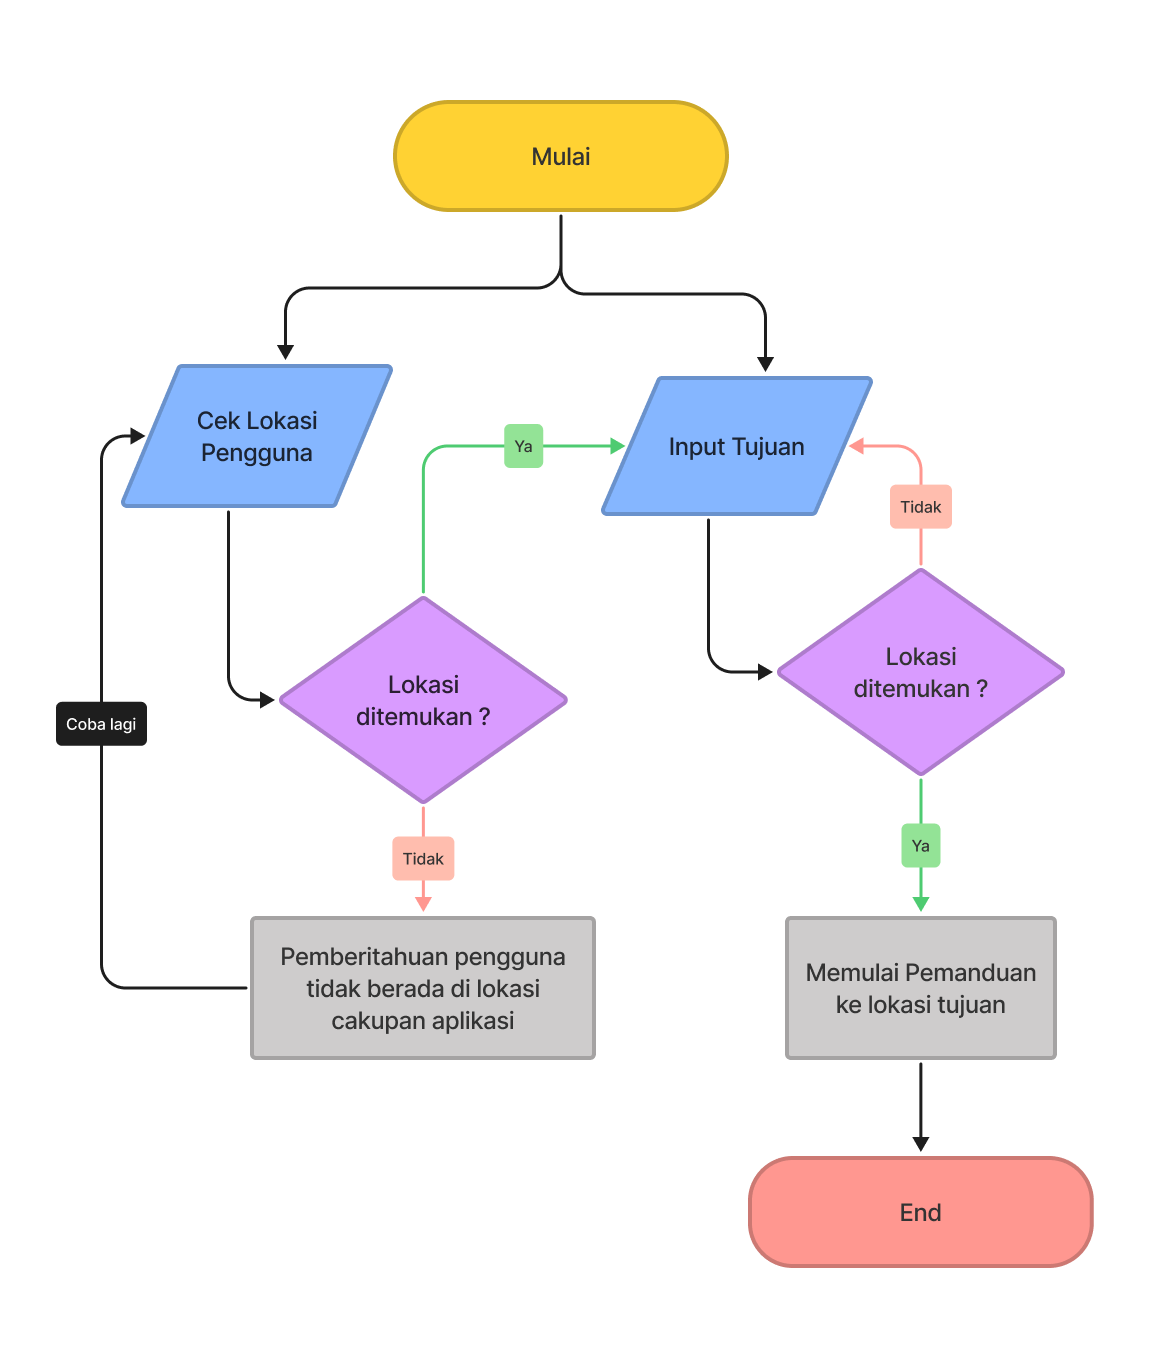 Mulai
Cek Lokasi
Pengguna
Ya
Input Tujuan
Tidak
Lokasi
ditemukan ?
Lokasi
ditemukan ?
Coba lagi
Tidak
Ya
Pemberitahuan pengguna
tidak berada di lokasi
cakupan aplikasi
Memulai Pemanduan
ke lokasi tujuan
End